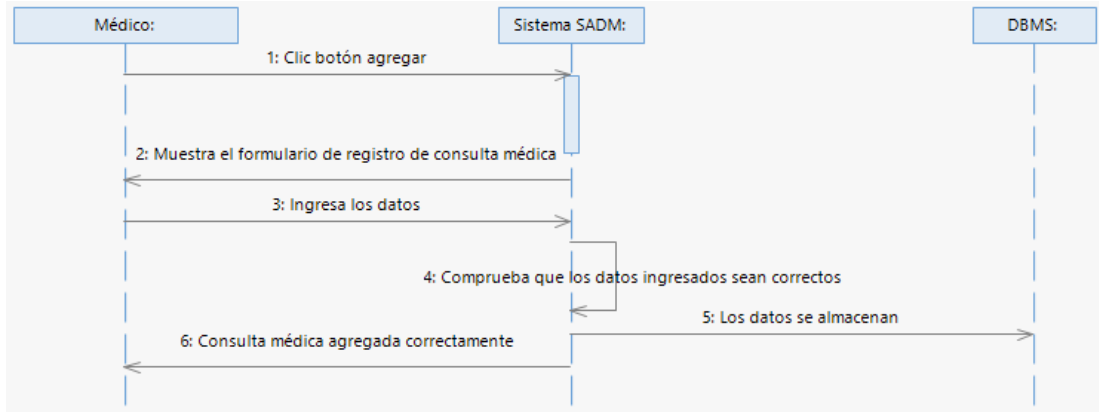 Médico:
Sistema SADM:
DBMS:
1: Clic botón agregar
2: Muestra el formulario de registro de consulta médica
3: Ingresa los datos
4: Comprueba que los datos ingresados sean correctos
5: Los datos se almacenan
6: Consulta médica agregada correctamente